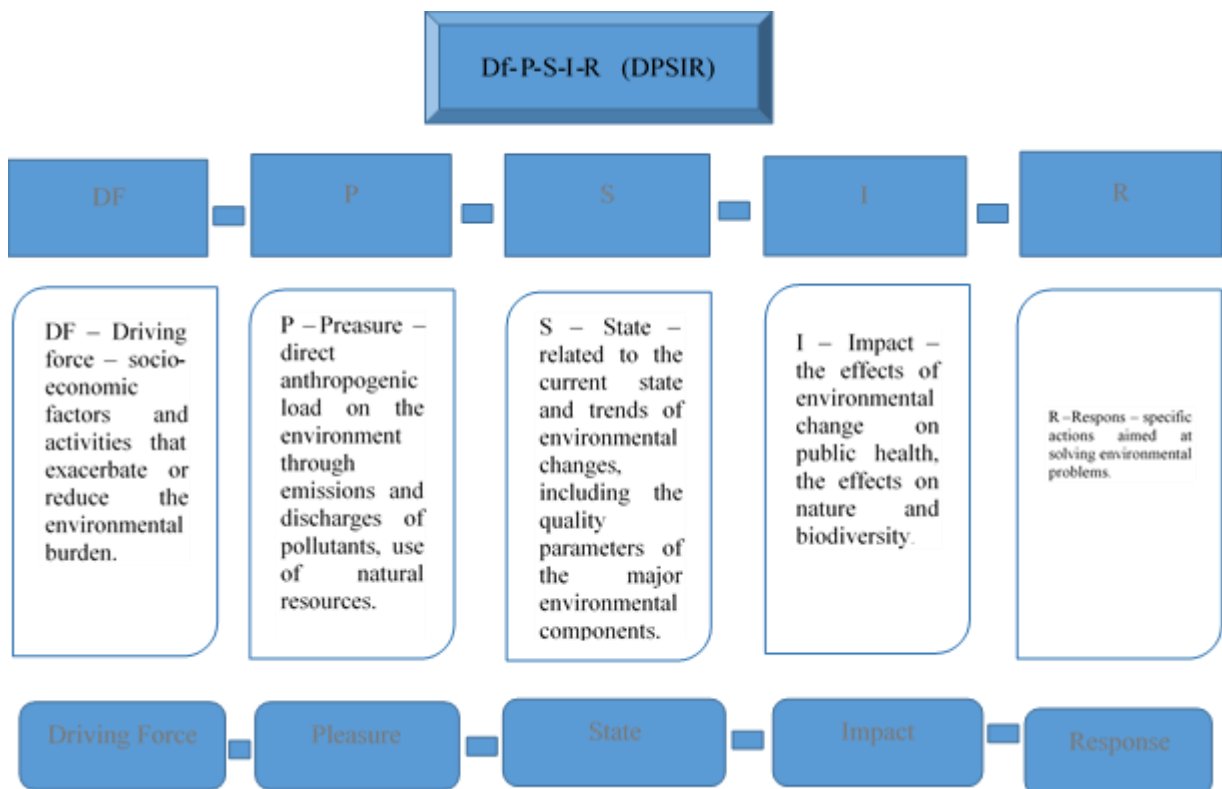 Df-P-S-I-R (DPSIR)
DF
P
S
I
R
DF – Driving
force – socio-
economic
factors and
activities that
exacerbate or
reduce the
environmental
burden.
P –Preasure –
direct
anthropogenic
load on the
environment
through
emissions and
discharges of
pollutants, use
of natural
resources.
S – State –
related to the
current state
and trends of
environmental
changes,
including the
quality
parameters of
the major
environmental
components.
I – Impact –
the effects of
environmental
change on
public health,
the effects on
nature and
biodiversity.
R –Respons – specific
actions aimed at
solving environmental
problems.
Driving Force
Pleasure
State
Impact
Response